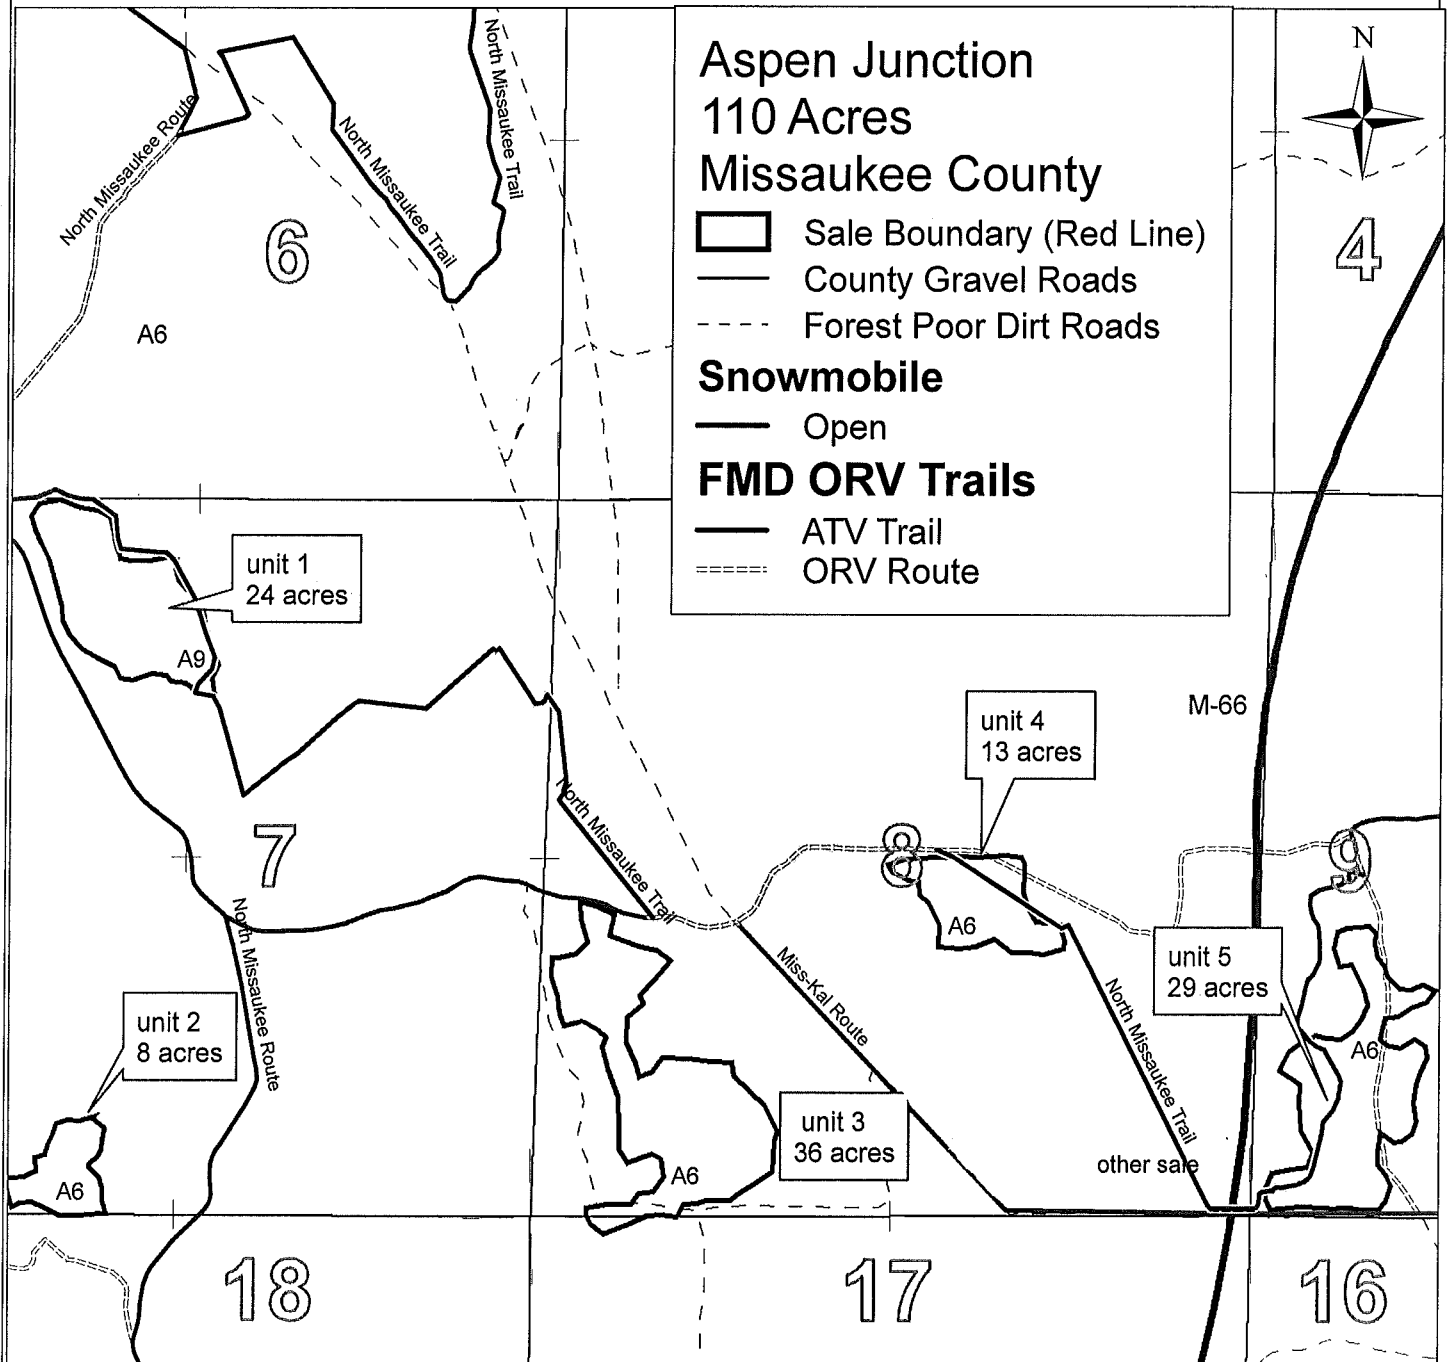 Aspen Junction
110 Acres
Missaukee County
Sale Boundary (Red Line)
County Gravel Roads
Forest Poor Dirt Roads
Snowmobile
Open
FMD ORV Trails
ATV Trail
ORV Route
N
North Missaukee Route
North Missaukee Trail
North Missaukee Trail
6
4
A6
unit 1
24 acres
A9
M-66
unit 4
13 acres
North Missaukee Trail
7
8
8
9
A6
North Missaukee Route
Miss-Kal Route
unit 5
29 acres
North Missaukee Trail
unit 2
8 acres
A6
unit 3
36 acres
other sale
A6
A6
18
17
16